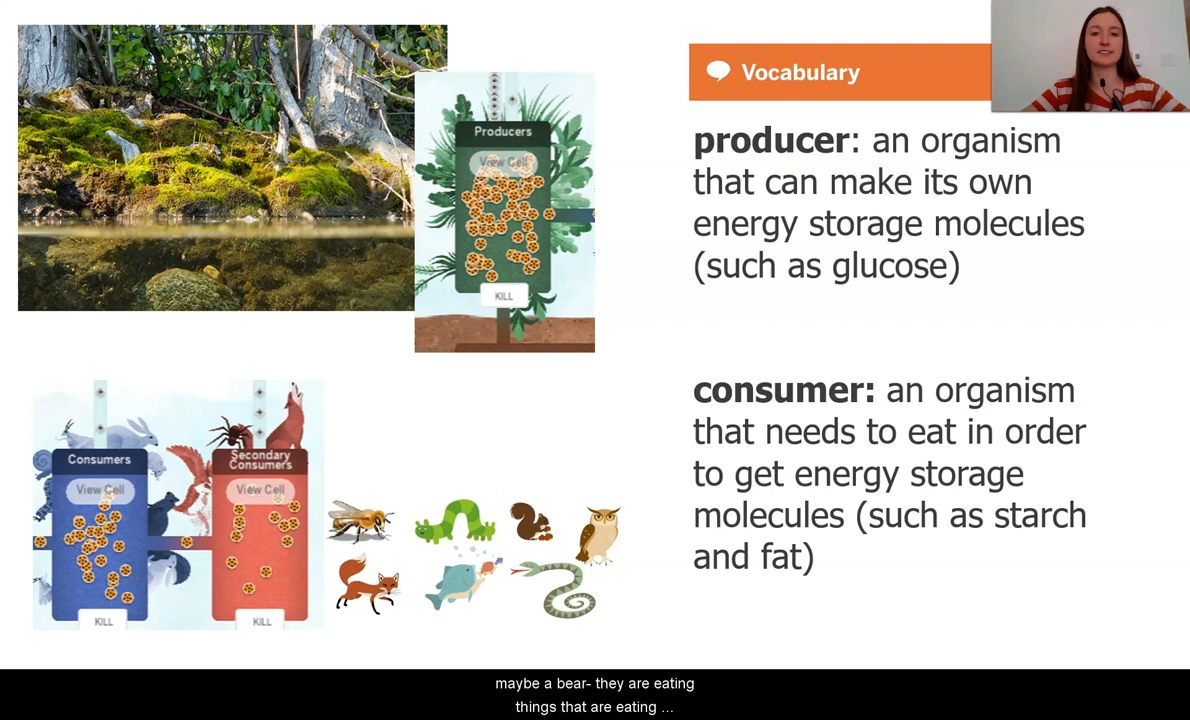 Vocabulary
producer: an organism
that can make its own
energy storage molecules
(such as glucose)
Producers
View Cell
KILL
consumer: an organism
that needs to eat in order
to get energy storage
molecules (such as starch
and fat)
Consumers
View Cell
KILL
Secondary
Consumers
View Cell
KILL
maybe a bear- they are eating
things that are eating ...